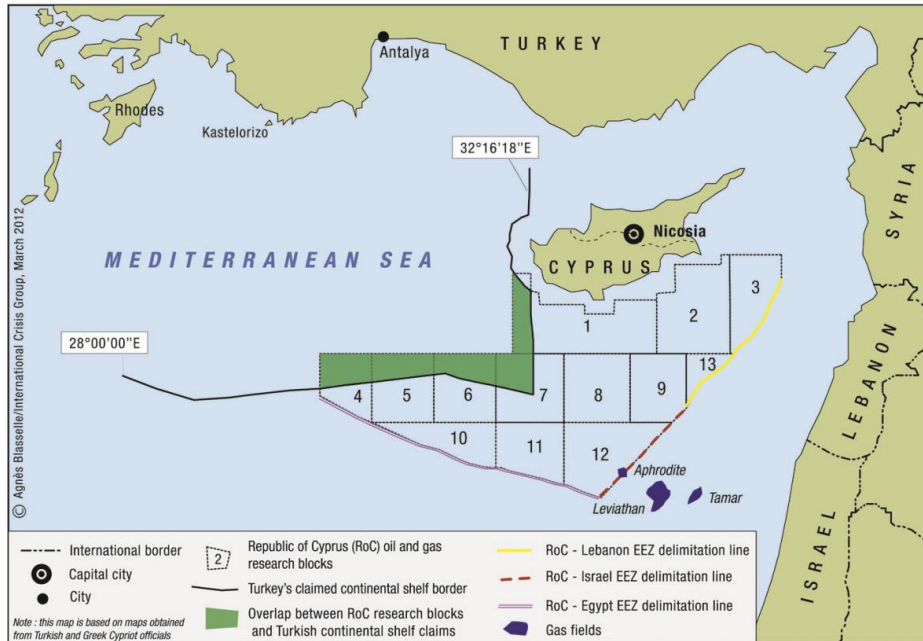 TURKEY
Antalya
Rhodes
Kastelorizo
32°16'18"E
SYRIA
Nicosia
MEDITERRANEAN SEA
CYPRUS
3
2
1
28°00'00"E
13
LEBANON
4
5
6
7
8
9
10
11
12
Aphrodite
Leviathan
Tamar
ISRAEL
© Agnès Blasselle/International Crisis Group, March 2012
International border
Capital city
City
Note : this map is based on maps obtained
from Turkish and Greek Cypriot officials
2
Republic of Cyprus (RoC) oil and gas
research blocks
Turkey's claimed continental shelf border
Overlap between RoC research blocks
and Turkish continental shelf claims
RoC - Lebanon EEZ delimitation line
RoC - Israel EEZ delimitation line
RoC - Egypt EEZ delimitation line
Gas fields